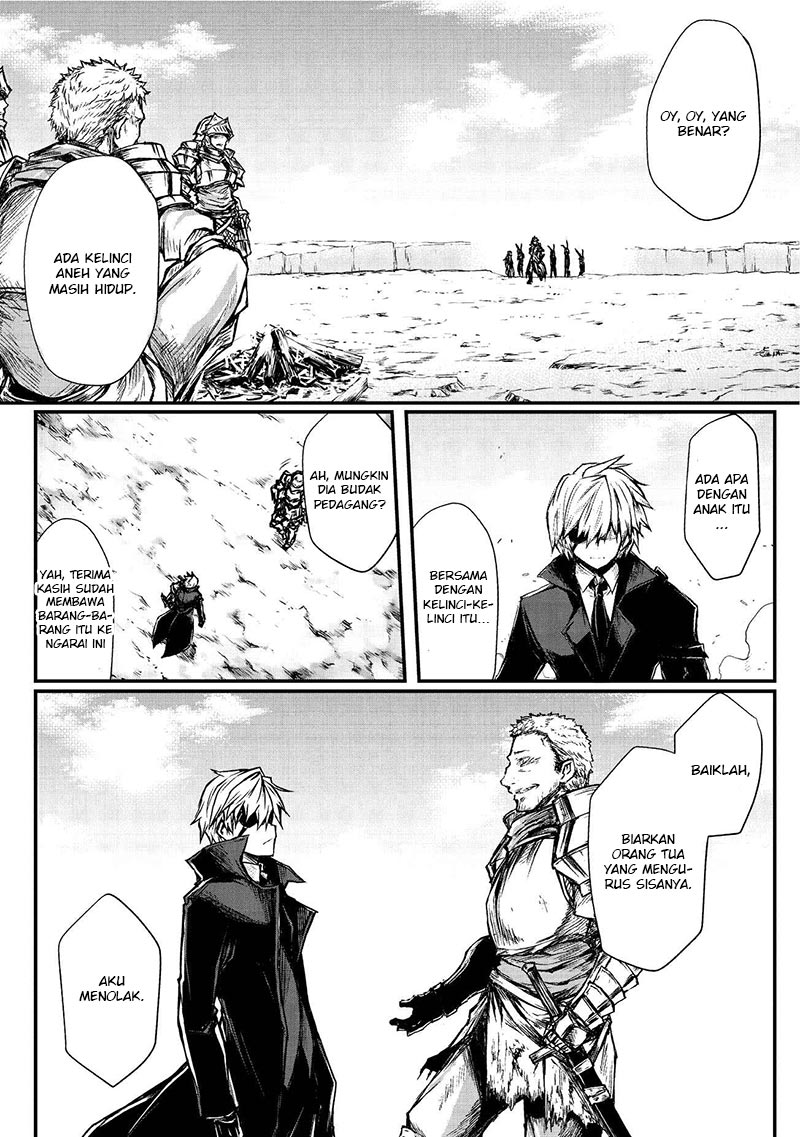 OY, OY, YANG
BENAR?
ADA KELINCI
ANEH YANG
MASIH HIDUP.
ADA APA
DENGAN
ANAK ITU
...
BERSAMA
DENGAN
KELINCI-KE-
LINCI ITU...
AH, MUNGKIN
DIA BUDAK
PEDAGANG?
YAH, TERIMA
KASIH SUDAH
MEMBAWA
BARANG-BA-
RANG ITU KE
NGARAI INI
BAIKLAH,
BIARKAN
ORANG TUA
YANG MENGU-
RUS SISANYA.
AKU
MENOLAK.